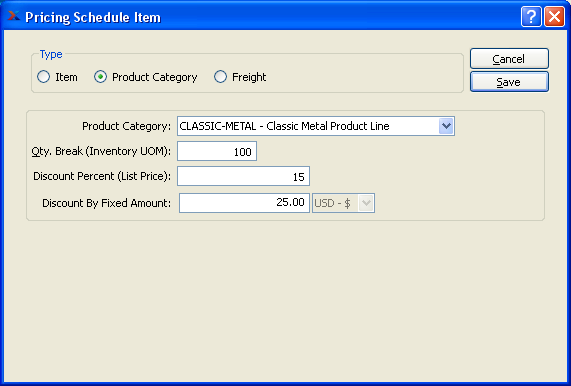 Pricing Schedule Item
Type
Item Product Category Freight
Cancel
Save
Product Category: CLASSIC-METAL - Classic Metal Product Line
Qty. Break (Inventory UOM): 100
Discount Percent (List Price): 15
Discount By Fixed Amount: 25.00 USD - $